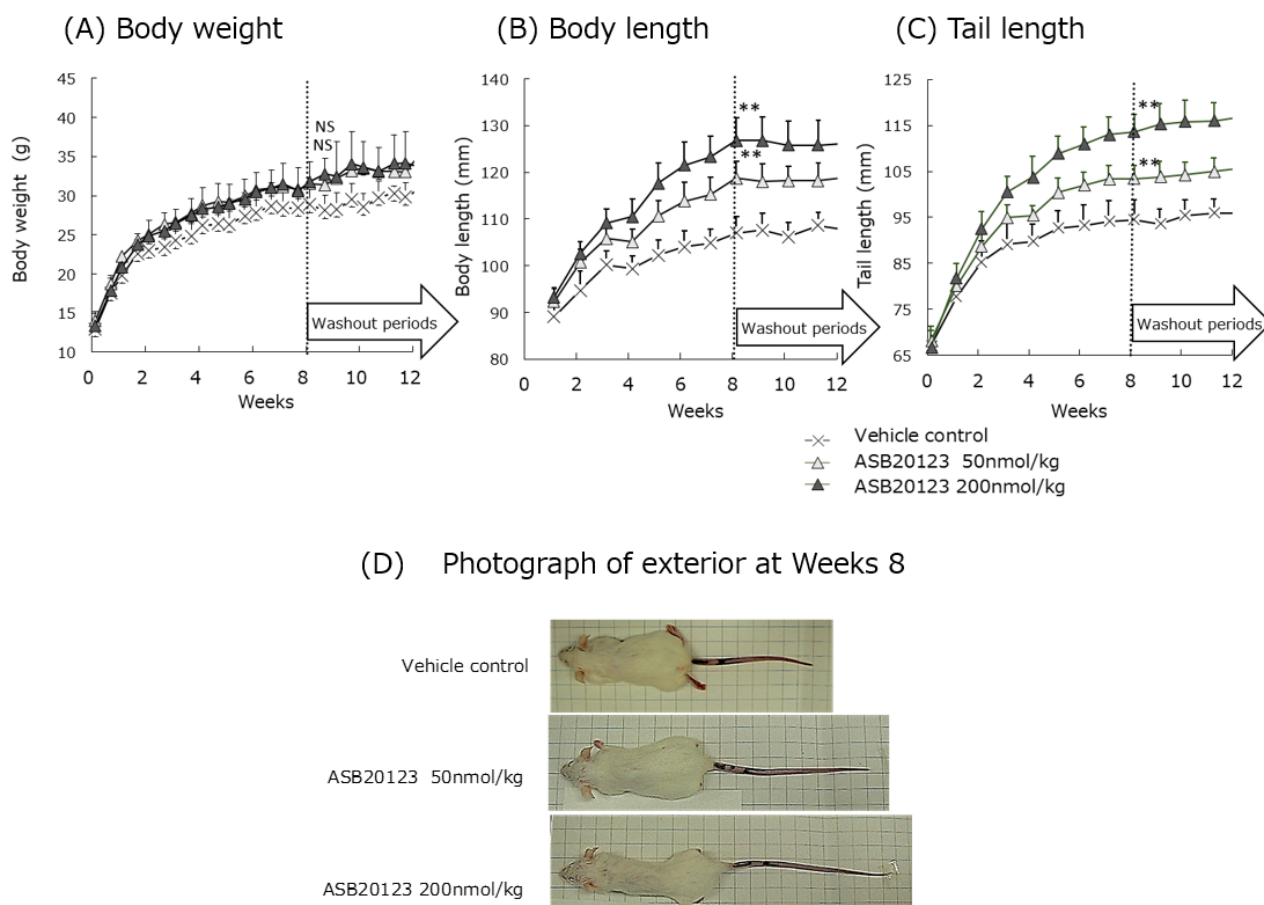 (A) Body weight
(B) Body length
(C) Tail length
Body weight (g)
45
40
35
30
25
20
15
10
NS
NS
Washout periods
0 2 4 6 8 10 12
Weeks
Body length (mm)
140
130
120
110
100
90
80
**
**
Washout periods
0 2 4 6 8 10 12
Weeks
Tail length (mm)
115
105
95
85
75
65
**
**
Washout periods
0 2 4 6 8 10 12
Weeks
Vehicle control
ASB20123 50nmol/kg
ASB20123 200nmol/kg
(D) Photograph of exterior at Weeks 8
Vehicle control
ASB20123 50nmol/kg
ASB20123 200nmol/kg